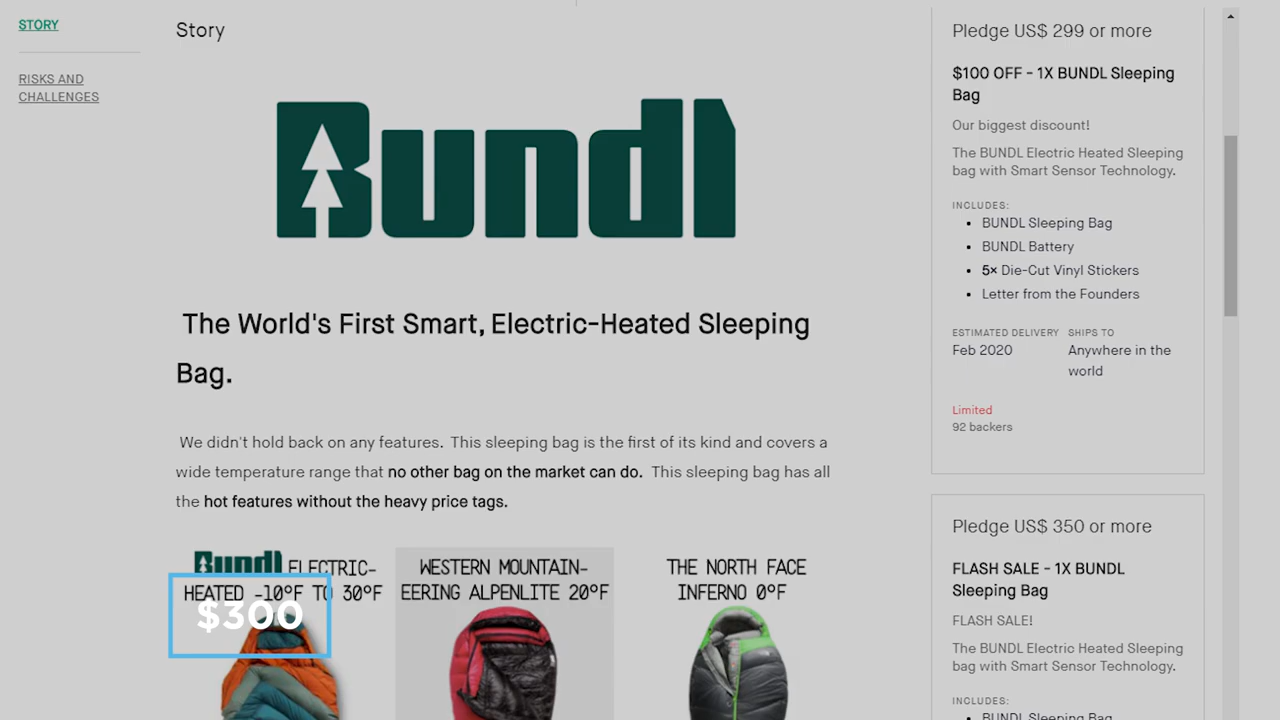 STORY
RISKS AND
CHALLENGES
Story
Bundl
The World's First Smart, Electric-Heated Sleeping
Bag.
We didn't hold back on any features. This sleeping bag is the first of its kind and covers a
wide temperature range that no other bag on the market can do. This sleeping bag has all
the hot features without the heavy price tags.
Bundl ELECTRIC-
HEATED -10°F TO 30°F
$300
WESTERN MOUNTAIN-
EERING ALPENLITE 20°F
THE NORTH FACE
INFERNO 0°F
Pledge US$ 299 or more
$100 OFF - 1X BUNDL Sleeping
Bag
Our biggest discount!
The BUNDL Electric Heated Sleeping
bag with Smart Sensor Technology.
INCLUDES:
• BUNDL Sleeping Bag
• BUNDL Battery
• 5× Die-Cut Vinyl Stickers
• Letter from the Founders
ESTIMATED DELIVERY SHIPS TO
Feb 2020 Anywhere in the
world
Limited
92 backers
Pledge US$ 350 or more
FLASH SALE - 1X BUNDL
Sleeping Bag
FLASH SALE!
The BUNDL Electric Heated Sleeping
bag with Smart Sensor Technology.
INCLUDES:
• BUNDL Sleeping Bag